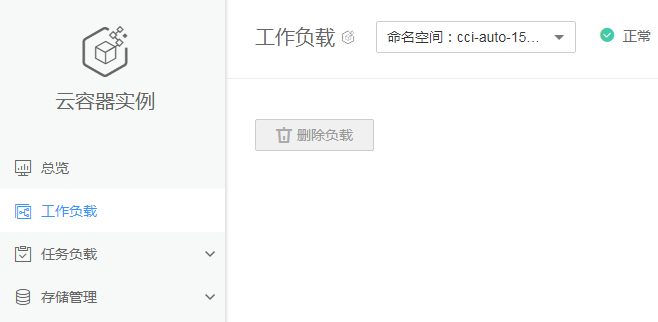 云容器实例
总览
工作负载
任务负载
存储管理
工作负载 命名空间：cci-auto-15... 正常
删除负载